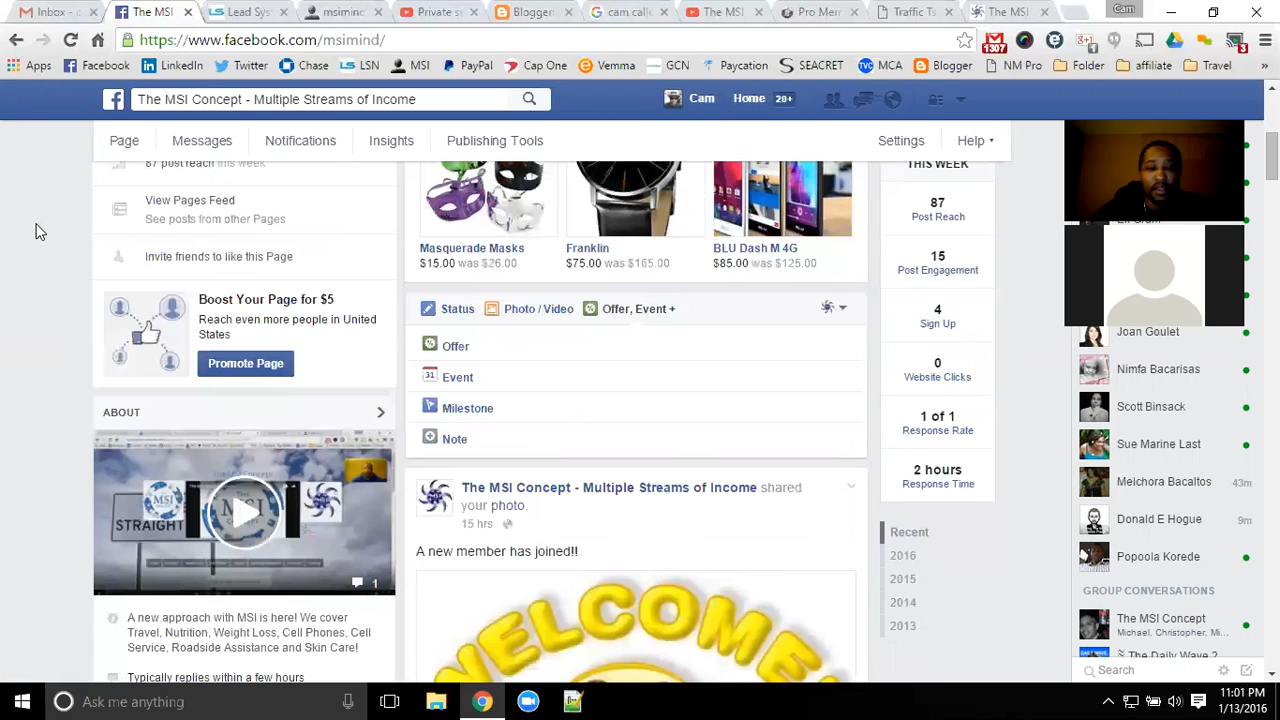 Inbox - c
The MSI
Lead Sys
msiminc
Private s
Blogger
cam calle
The MSI
Pro Mem
Traffic Ts
The MSI
Cam
https://www.facebook.com/msimind/
1307
1
3
Apps
Facebook
LinkedIn
Twitter
Chase
LSN
MSI
PayPal
Cap One
Vemma
GCN
Paycation
SEACRET
MCA
Blogger
NM Pro
Folder
affiliate
Travel
The MSI Concept - Multiple Streams of Income
Cam
Home 20+
Page
Messages
Notifications
Insights
Publishing Tools
Settings
Help
87 post reach this week
View Pages Feed
See posts from other Pages
Invite friends to like this Page
Boost Your Page for $5
Reach even more people in United
States
Promote Page
ABOUT
STRAIGHT
MSI
1
A new approach with MSI is here! We cover
Travel, Nutrition, Weight Loss, Cell Phones, Cell
Service, Roadside Assistance and Skin Care!
Typically replies within a few hours
Masquerade Masks
$15.00 was $26.00
Franklin
$75.00 was $165.00
BLU Dash M 4G
$85.00 was $125.00
Status
Photo / Video
Offer, Event +
Offer
31 Event
Milestone
Note
The MSI Concept - Multiple Streams of Income shared
your photo.
15 hrs
A new member has joined!!
WELCOME
THIS WEEK
87
Post Reach
15
Post Engagement
4
Sign Up
0
Website Clicks
1 of 1
Response Rate
2 hours
Response Time
Recent
2016
2015
2014
2013
Joan Goulet
Nimfa Bacarisas
Scott Binsack
Sue Marine Last
Melchora Bacaltos 43m
Donald E Hogue 9m
Popoola Korede
GROUP CONVERSATIONS
The MSI Concept
Michael, Christopher, Mi...
The Daily Wave 2
Search
Ask me anything
11:01 PM
1/13/2016